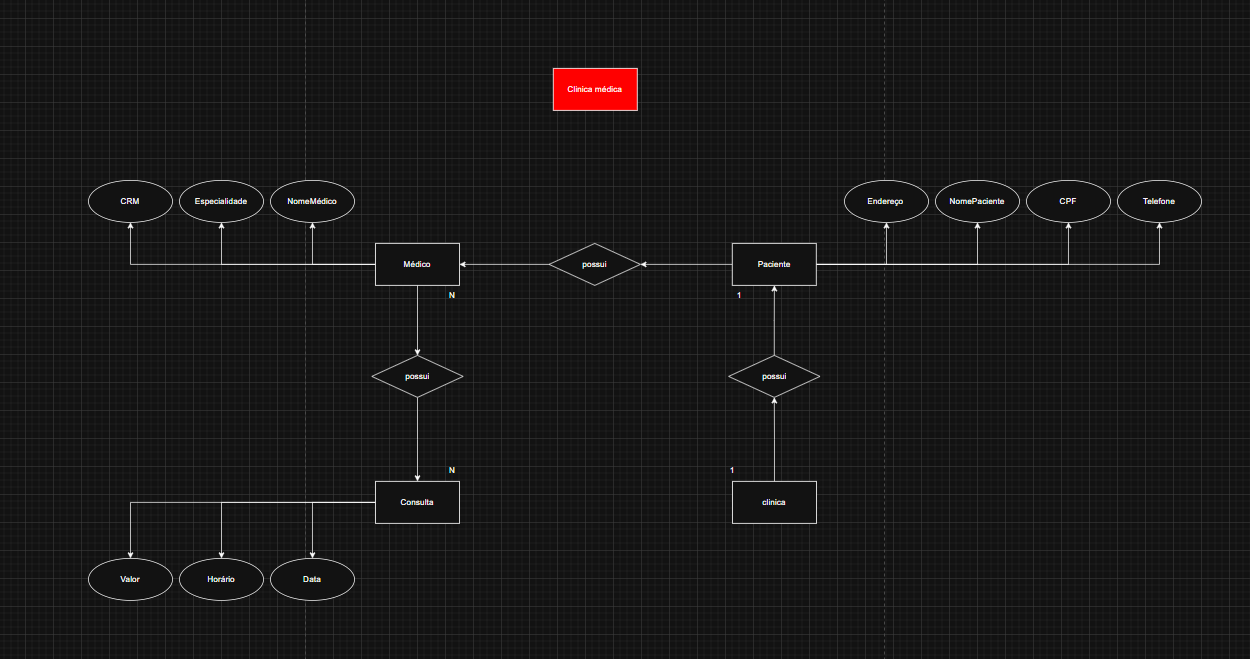 Clinica médica
CRM
Especialidade
NomeMédico
Endereço
NomePaciente
CPF
Telefone
Médico
possui
Paciente
N
1
possui
possui
N
1
Consulta
clinica
Valor
Horário
Data